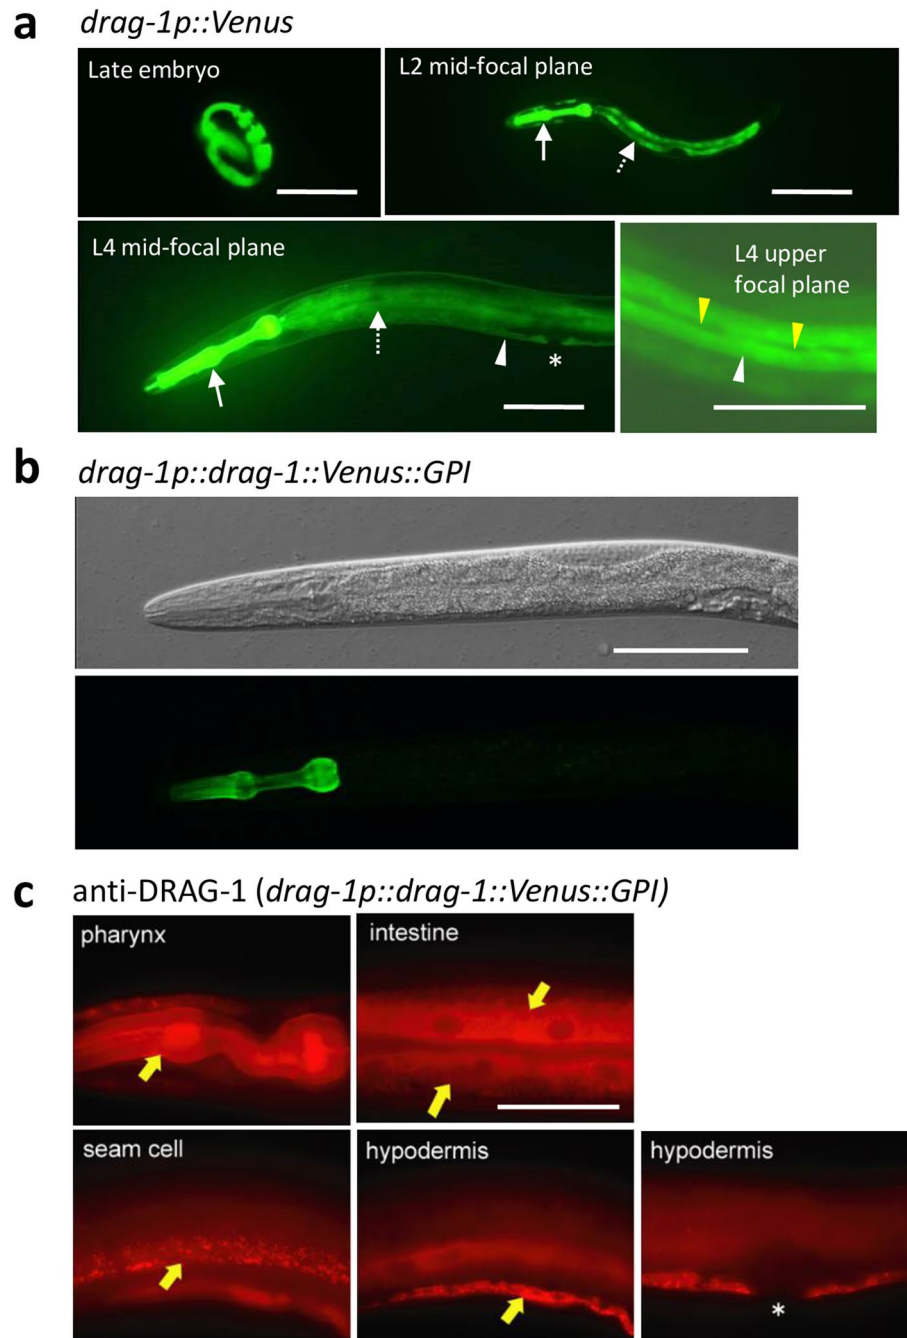 a
drag-1p::Venus
Late embryo
L2 mid-focal plane
L4 mid-focal plane
*
L4 upper
focal plane
b
drag-1p::drag-1::Venus::GPI
c
anti-DRAG-1 (drag-1p::drag-1::Venus::GPI)
pharynx
intestine
seam cell
hypodermis
hypodermis
*